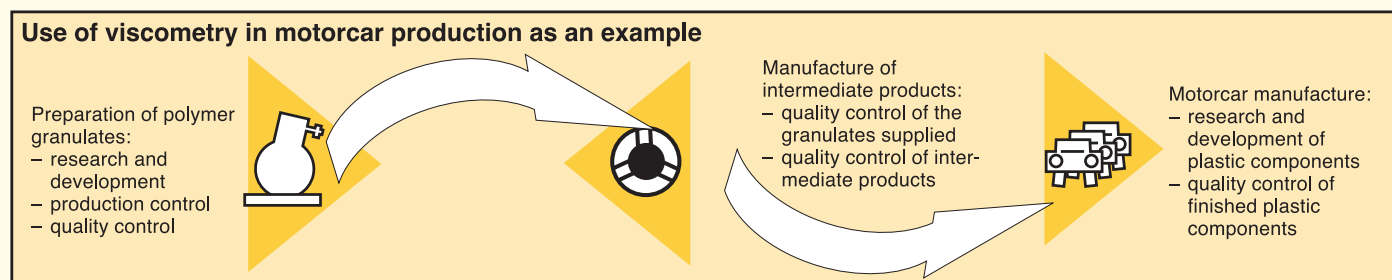 Use of viscometry in motorcar production as an example
Preparation of polymer
granulates:
– research and
development
– production control
– quality control
Manufacture of
intermediate products:
– quality control of the
granulates supplied
– quality control of inter-
mediate products
Motorcar manufacture:
– research and
development of
plastic components
– quality control of
finished plastic
components